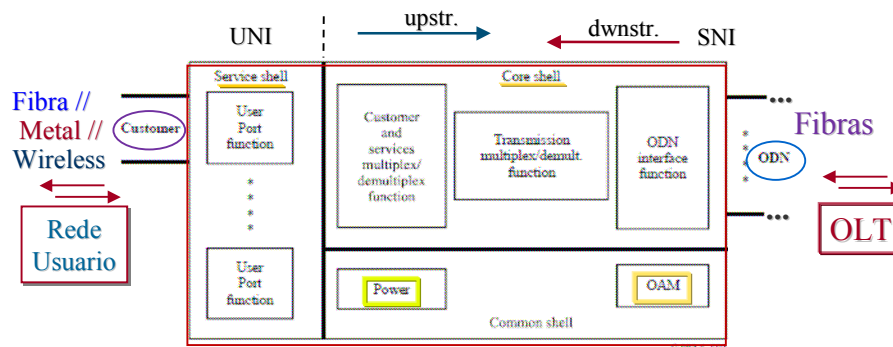 upstr.
UNI
dwnstr.
SNI
Service shell
Core shell
Fibra //
Metal //
Wireless
Customer
User
Port
function
Customer
and
services
multiplex/
demultiplex
function
Transmission
multiplex/demult.
function
ODN
interface
function
...
Fibras
* * * *
ODN
...
* * * *
Rede
Usuario
OLT
User
Port
function
Power
OAM
Common shell